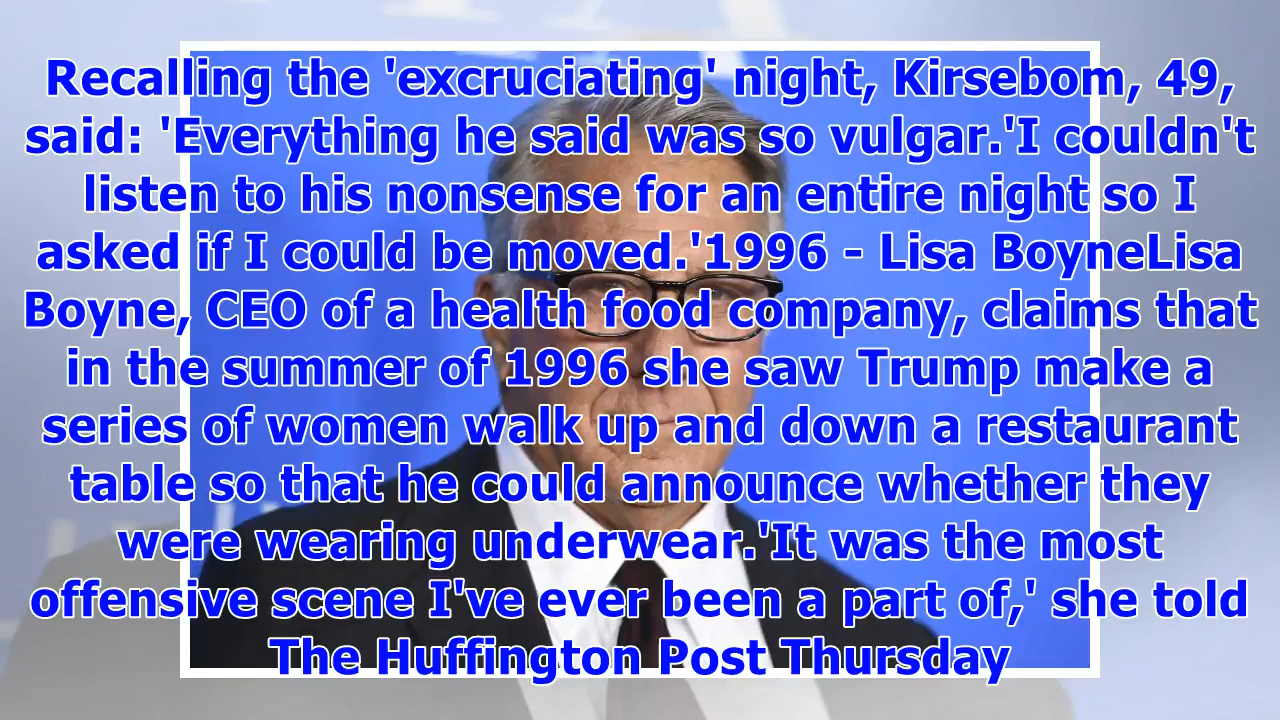 Recalling the 'excruciating' night, Kirsebom, 49,
said: 'Everything he said was so vulgar.'I couldn't
listen to his nonsense for an entire night so I
asked if I could be moved.'1996 - Lisa BoyneLisa
Boyne, CEO of a health food company, claims that
in the summer of 1996 she saw Trump make a
series of women walk up and down a restaurant
table so that he could announce whether they
were wearing underwear.'It was the most
offensive scene I've ever been a part of,' she told
The Huffington Post Thursday